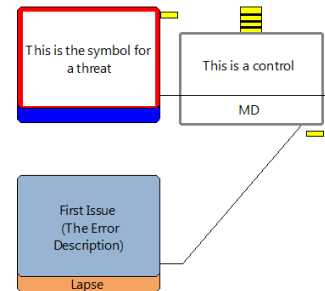 This is the symbol for
a threat
This is a control
MD
First Issue
(The Error
Description)
Lapse